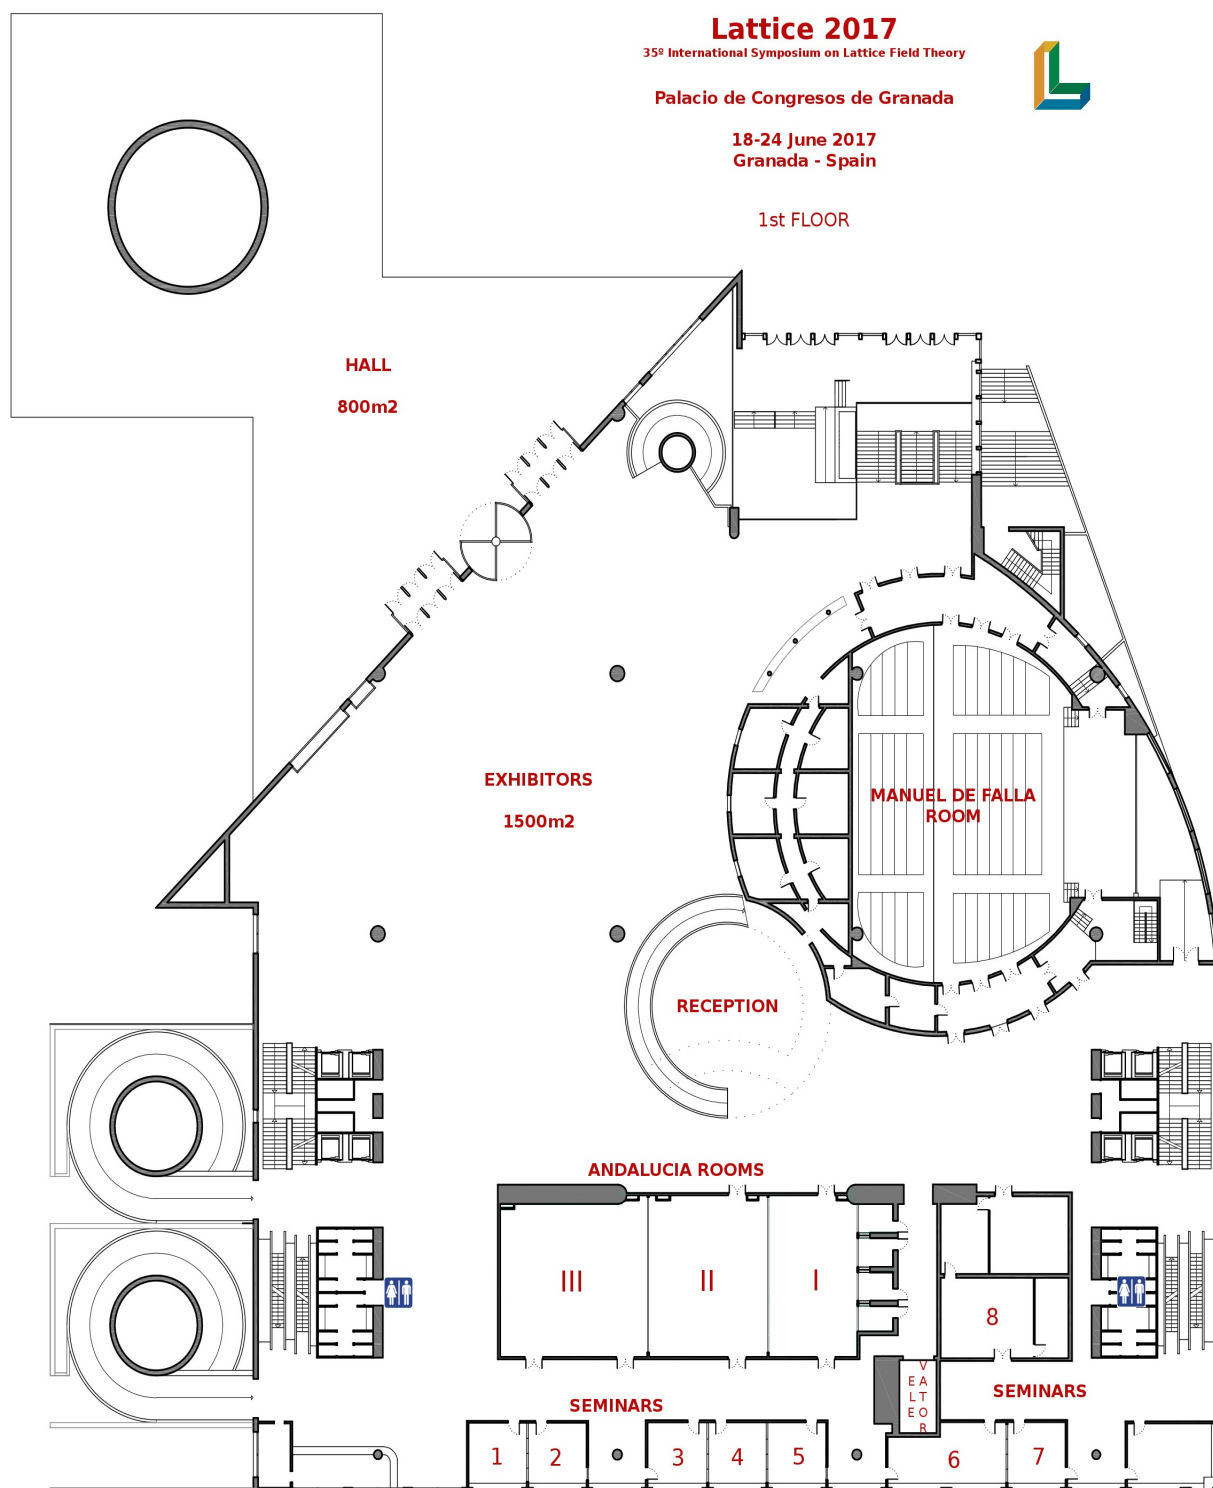 Lattice 2017
35º International Symposium on Lattice Field Theory
Palacio de Congresos de Granada
18-24 June 2017
Granada - Spain
1st FLOOR
HALL
800m2
EXHIBITORS
1500m2
MANUEL DE FALLA
ROOM
RECEPTION
ANDALUCIA ROOMS
III
II
I
8
ELE
VATOR
SEMINARS
SEMINARS
1
2
3
4
5
6
7